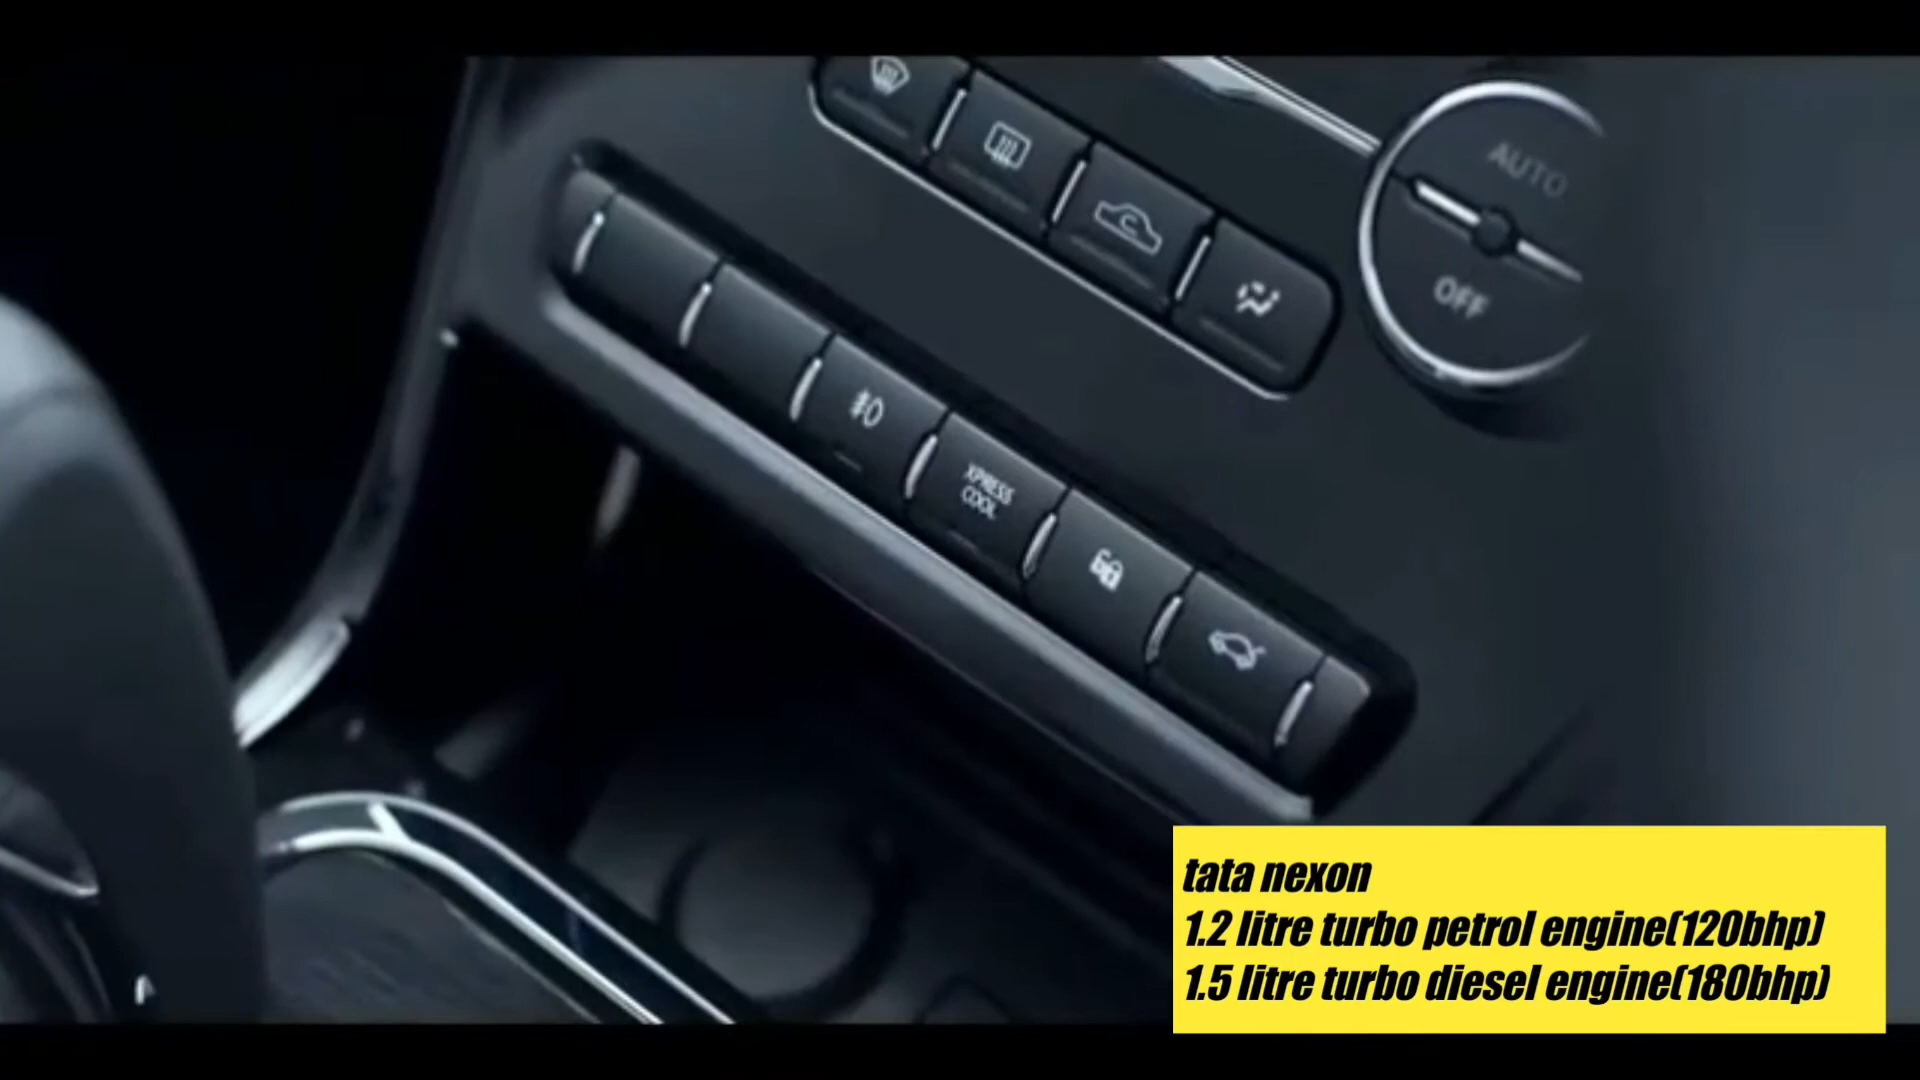 AUTO
OFF
XPRESS
COOL
tata nexon
1.2 litre turbo petrol engine(120bhp)
1.5 litre turbo diesel engine(180bhp)